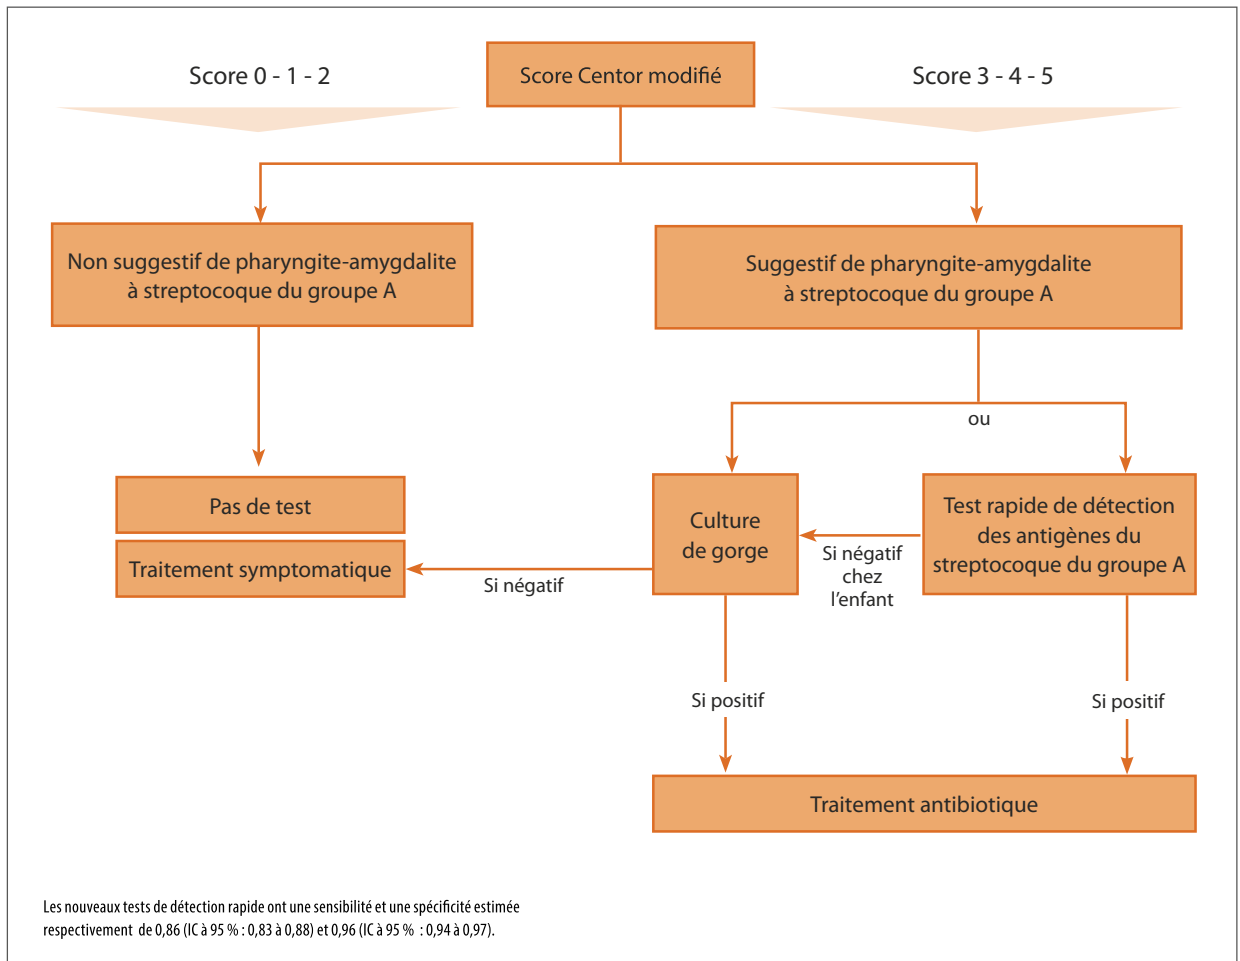 Score 0 - 1 - 2
Score Centor modifié
Score 3 - 4 - 5
Non suggestif de pharyngite-amygdalite
à streptocoque du groupe A
Suggestif de pharyngite-amygdalite
à streptocoque du groupe A
ou
Pas de test
Traitement symptomatique
Si négatif
Culture
de gorge
Si négatif
chez
l’enfant
Test rapide de détection
des antigènes du
streptocoque du groupe A
Si positif
Si positif
Traitement antibiotique
Les nouveaux tests de détection rapide ont une sensibilité et une spécificité estimée
respectivement de 0,86 (IC à 95 % : 0,83 à 0,88) et 0,96 (IC à 95 % : 0,94 à 0,97).